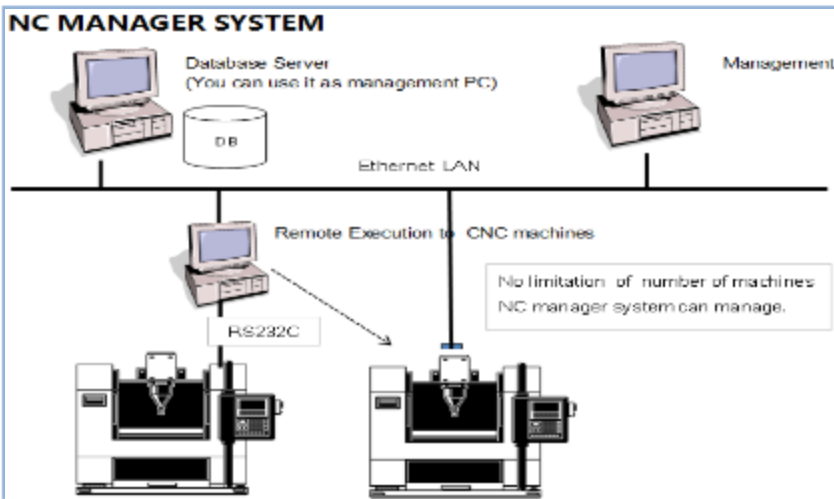 NC MANAGER SYSTEM
Database Server
(You can use it as management PC)
Management
DB
Ethernet LAN
Remote Execution to CNC machines
No limitation of number of machines
NC manager system can manage.
RS232C